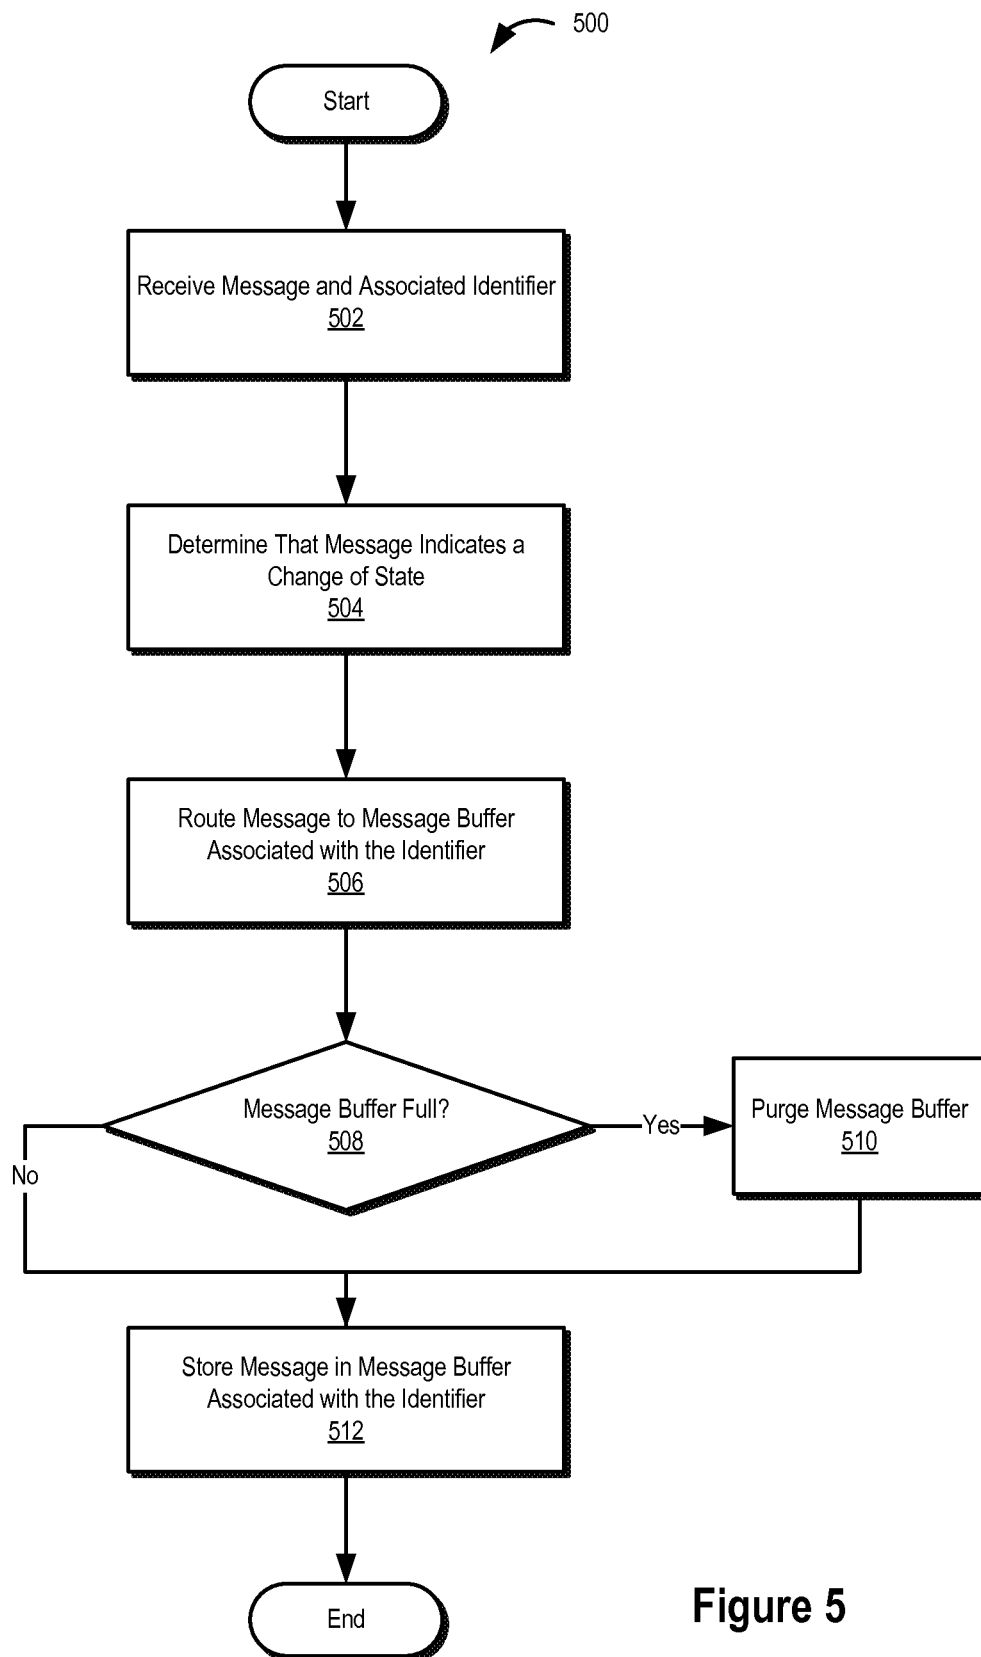 500
Start
Receive Message and Associated Identifier
502
Determine That Message Indicates a
Change of State
504
Route Message to Message Buffer
Associated with the Identifier
506
Message Buffer Full?
508
Yes
Purge Message Buffer
510
No
Store Message in Message Buffer
Associated with the Identifier
512
End
Figure 5